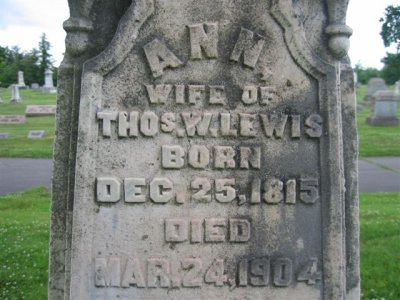 ANN,
WIFE OF
THOS. W. LEWIS
BORN
DEC. 25, 1815
DIED
MAR. 24, 1904